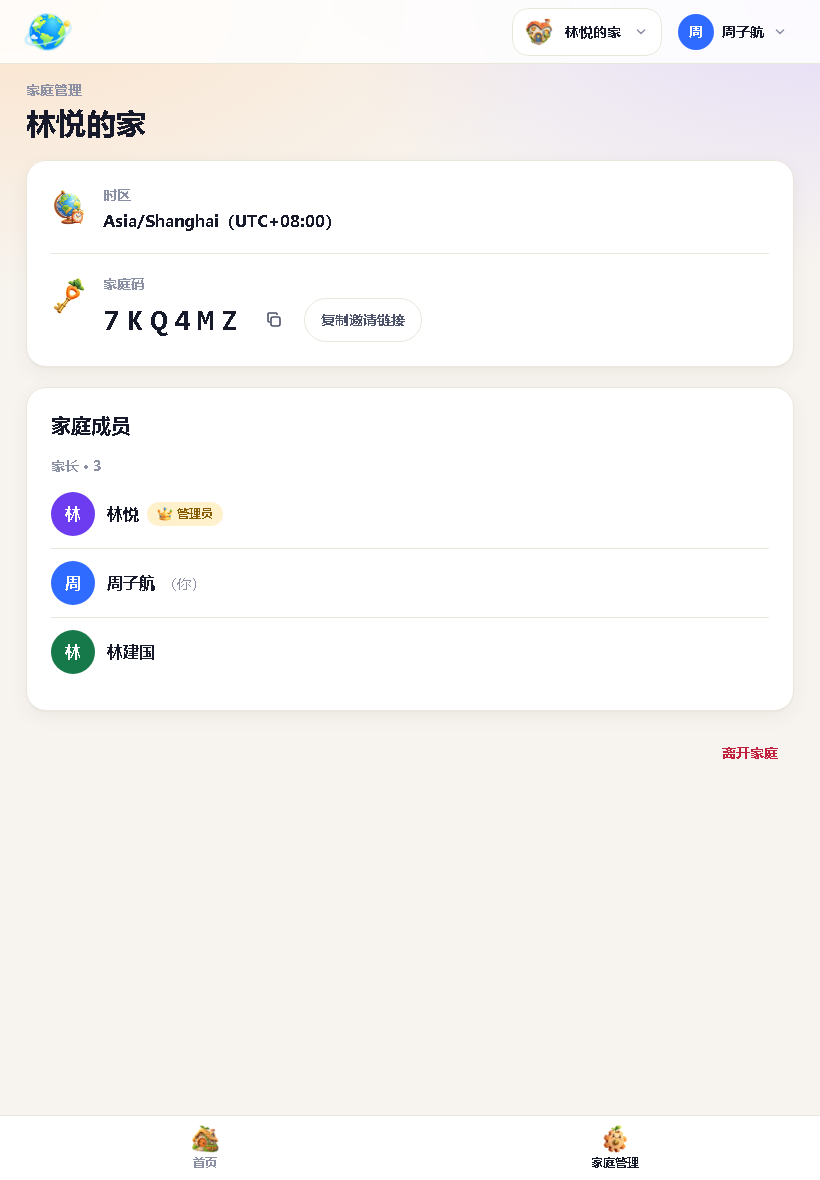 林悦的家
周 周子航
家庭管理
林悦的家
时区
Asia/Shanghai（UTC+08:00）
家庭码
7KQ4MZ 复制邀请链接
家庭成员
家长 • 3
林 林悦 管理员
周 周子航 （你）
林 林建国
离开家庭
首页 家庭管理